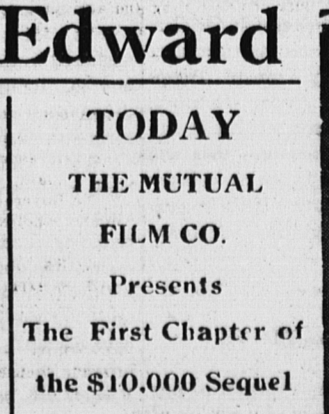 Edward
TODAY
THE MUTUAL
FILM CO.
Presents
The First Chapter of
the $10,000 Sequel